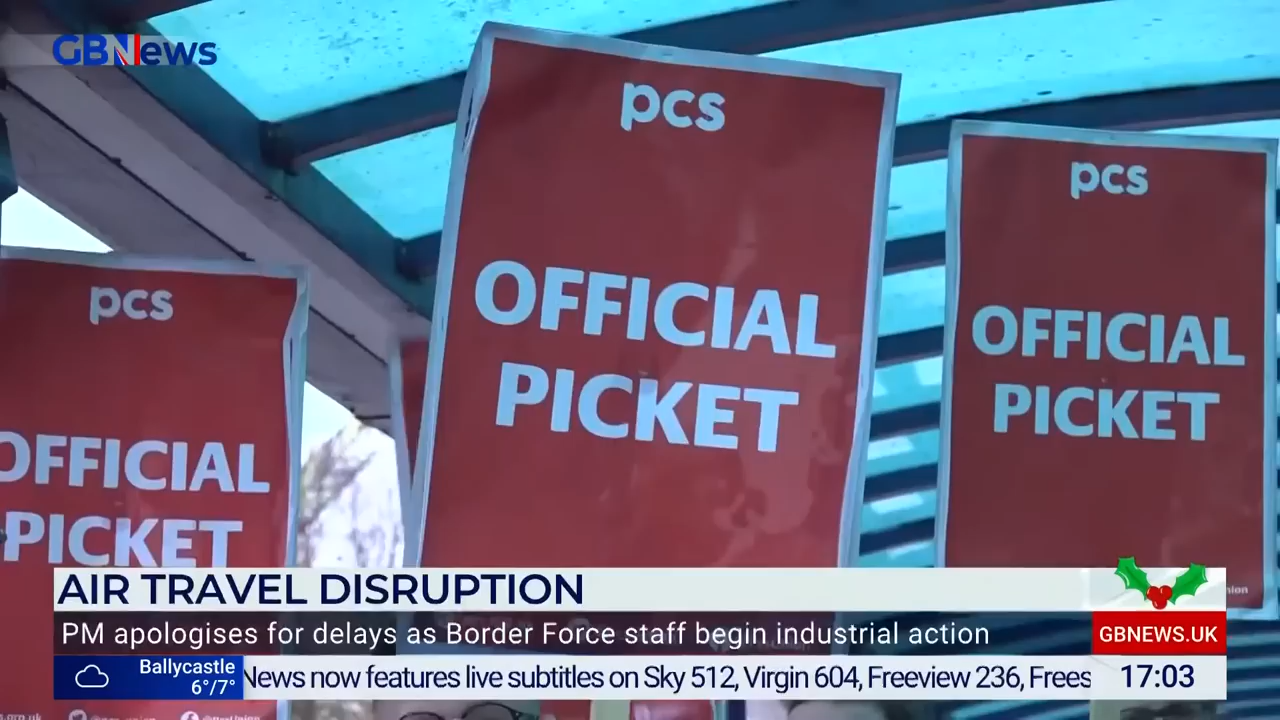 GBNews
pcs
OFFICIAL
PICKET
pcs
OFFICIAL
PICKET
pcs
OFFICIAL
PICKET
AIR TRAVEL DISRUPTION
PM apologises for delays as Border Force staff begin industrial action
GBNEWS.UK
Ballycastle
6°/7°
News now features live subtitles on Sky 512, Virgin 604, Freeview 236, Frees
17:03